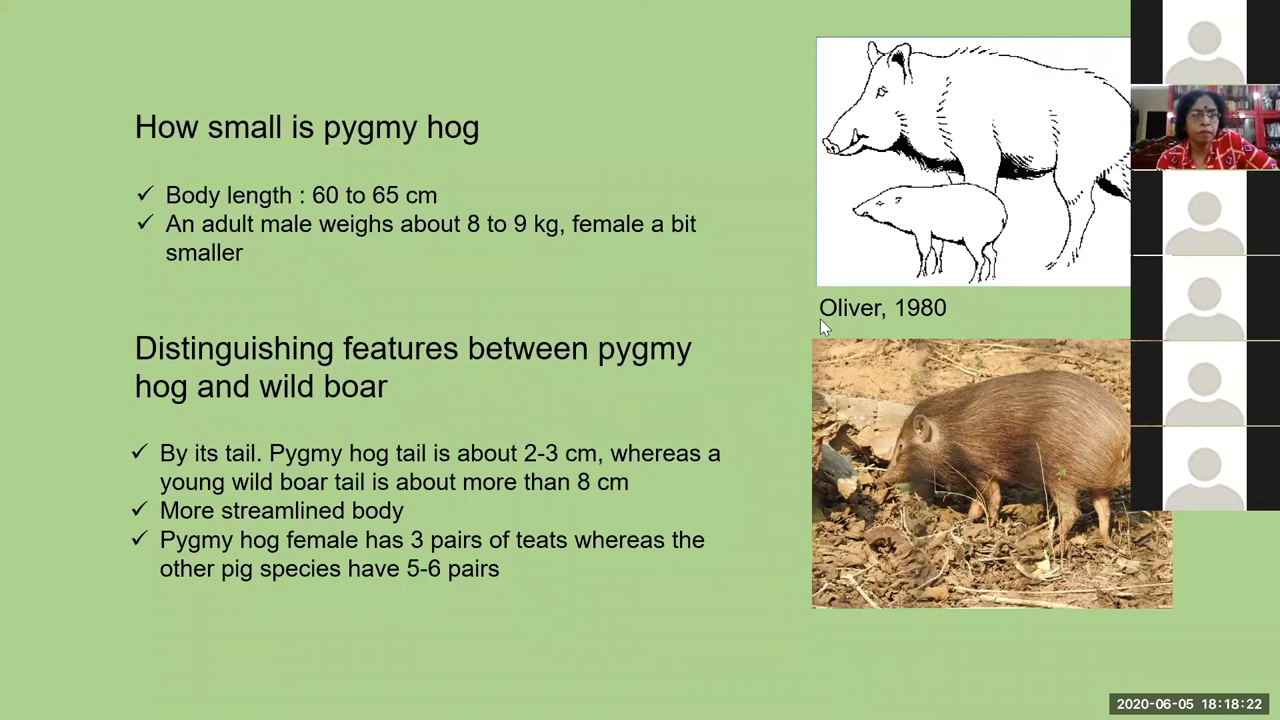 How small is pygmy hog
✓ Body length : 60 to 65 cm
✓ An adult male weighs about 8 to 9 kg, female a bit
smaller
Oliver, 1980
Distinguishing features between pygmy
hog and wild boar
✓ By its tail. Pygmy hog tail is about 2-3 cm, whereas a
young wild boar tail is about more than 8 cm
✓ More streamlined body
✓ Pygmy hog female has 3 pairs of teats whereas the
other pig species have 5-6 pairs
2020-06-05 18:18:22